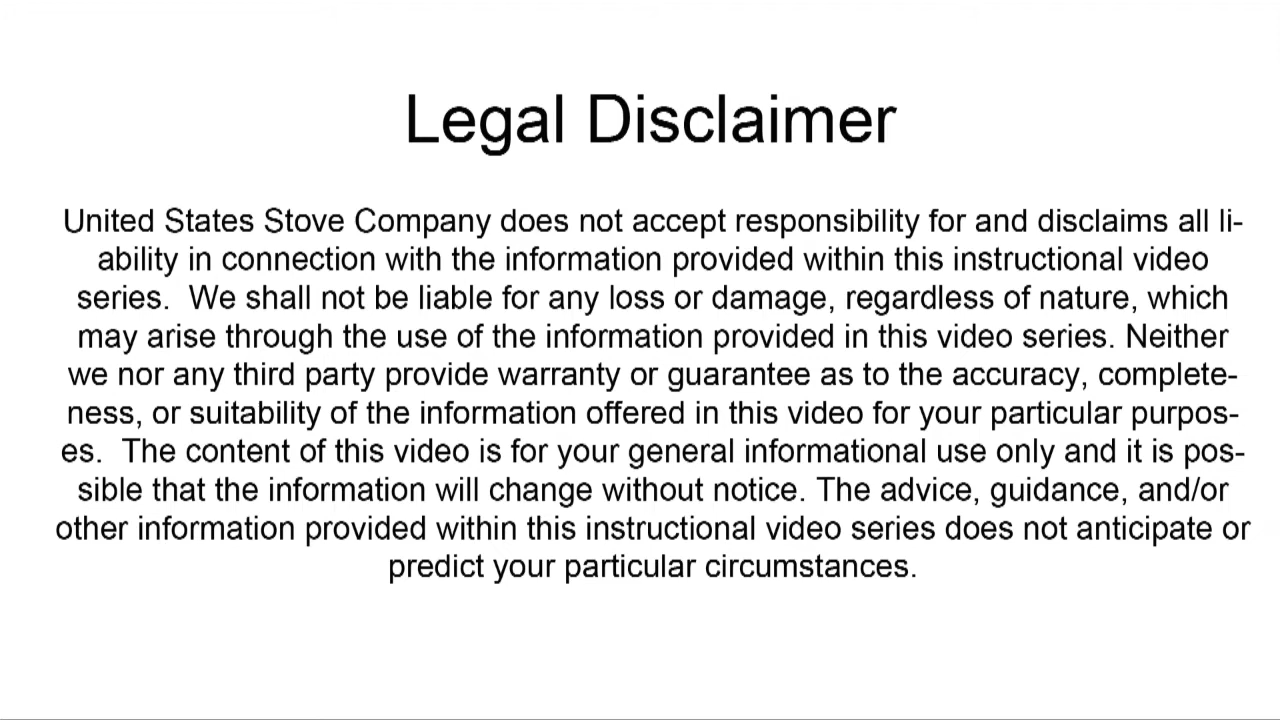 Legal Disclaimer
United States Stove Company does not accept responsibility for and disclaims all li-
ability in connection with the information provided within this instructional video
series.  We shall not be liable for any loss or damage, regardless of nature, which
may arise through the use of the information provided in this video series. Neither
we nor any third party provide warranty or guarantee as to the accuracy, complete-
ness, or suitability of the information offered in this video for your particular purpos-
es.  The content of this video is for your general informational use only and it is pos-
sible that the information will change without notice. The advice, guidance, and/or
other information provided within this instructional video series does not anticipate or
predict your particular circumstances.